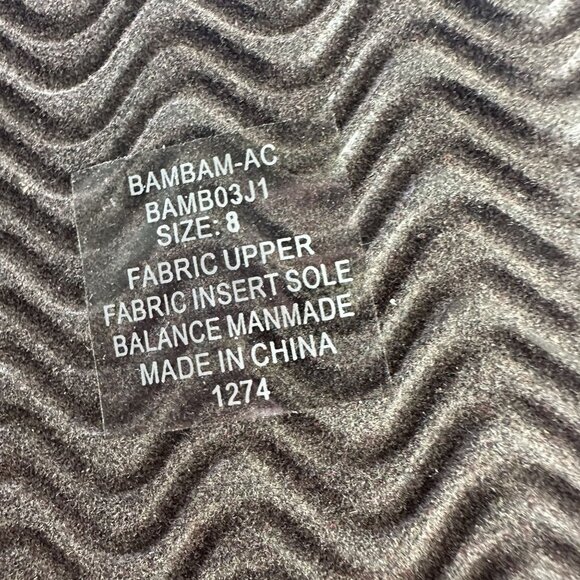 BAMBAM-AC
BAMB03J1
SIZE: 8
FABRIC UPPER
FABRIC INSERT SOLE
BALANCE MANMADE
MADE IN CHINA
1274